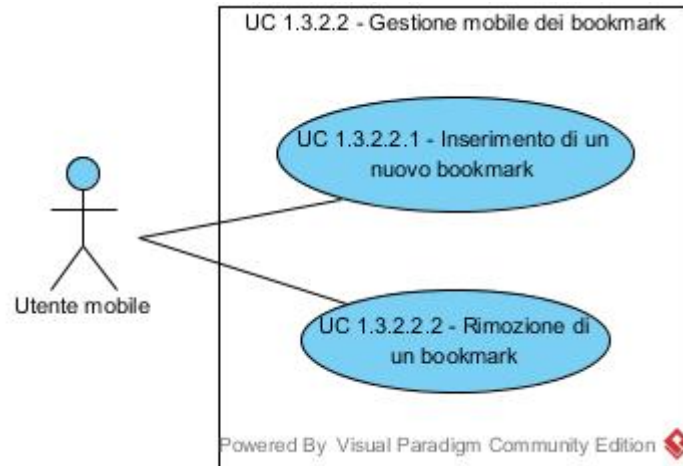 UC 1.3.2.2 - Gestione mobile dei bookmark
UC 1.3.2.2.1 - Inserimento di un
nuovo bookmark
Utente mobile
UC 1.3.2.2.2 - Rimozione di
un bookmark
Powered By Visual Paradigm Community Edition